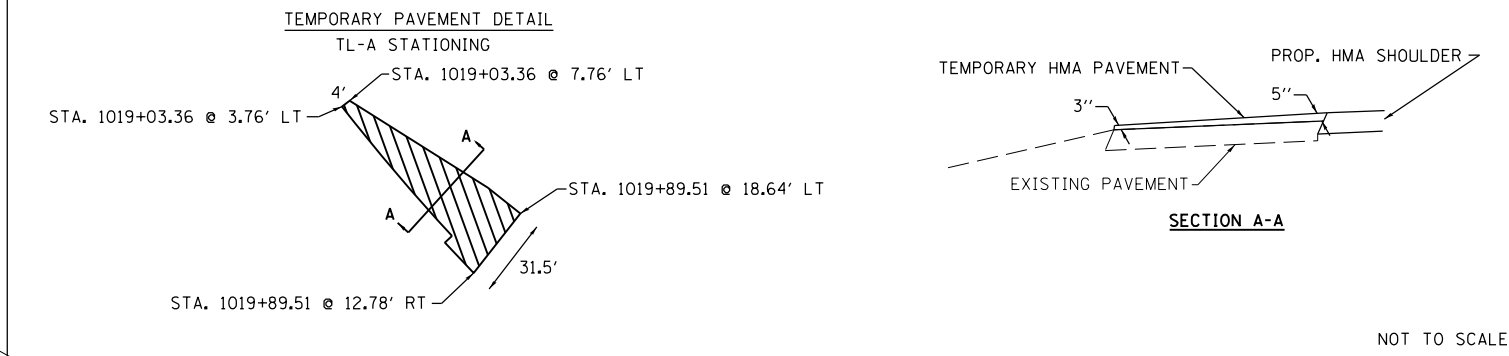 TEMPORARY PAVEMENT DETAIL
TL-A STATIONING
STA. 1019+03.36 @ 7.76' LT
4'
STA. 1019+03.36 @ 3.76' LT
A
STA. 1019+89.51 @ 18.64' LT
A
31.5'
STA. 1019+89.51 @ 12.78' RT
PROP. HMA SHOULDER
TEMPORARY HMA PAVEMENT
5''
3''
EXISTING PAVEMENT
SECTION A-A
NOT TO SCALE